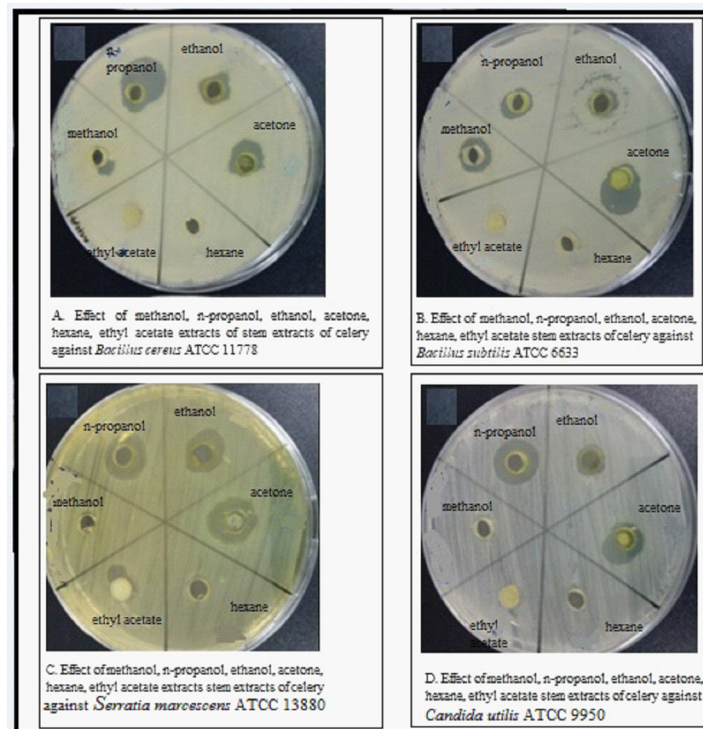 n-
propanol
ethanol
methanol
acetone
ethyl acetate
hexane
A. Effect of methanol, n-propanol, ethanol, acetone,
hexane, ethyl acetate extracts of stem extracts of celery
against Bacillus cereus ATCC 11778
n-propanol
ethanol
methanol
acetone
ethyl acetate
hexane
B. Effect of methanol, n-propanol, ethanol, acetone,
hexane, ethyl acetate stem extracts of celery against
Bacillus subtilis ATCC 6633
n-propanol
ethanol
methanol
acetone
ethyl acetate
hexane
C. Effect of methanol, n-propanol, ethanol, acetone,
hexane, ethyl acetate extracts stem extracts of celery
against Serratia marcescens ATCC 13880
n-propanol
ethanol
methanol
acetone
ethyl
acetate
hexane
D. Effect of methanol, n-propanol, ethanol, acetone,
hexane, ethyl acetate stem extracts of celery against
Candida utilis ATCC 9950